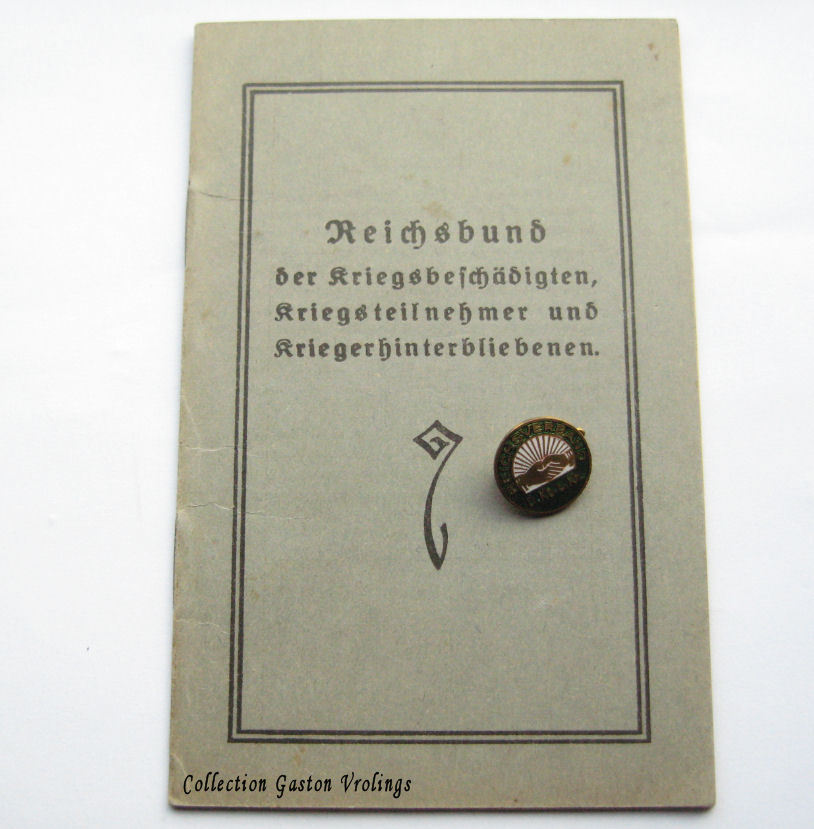 Reichsbund
der Kriegsbeschädigten,
Kriegsteilnehmer und
Kriegerhinterbliebenen.
Collection Gaston Vrolings